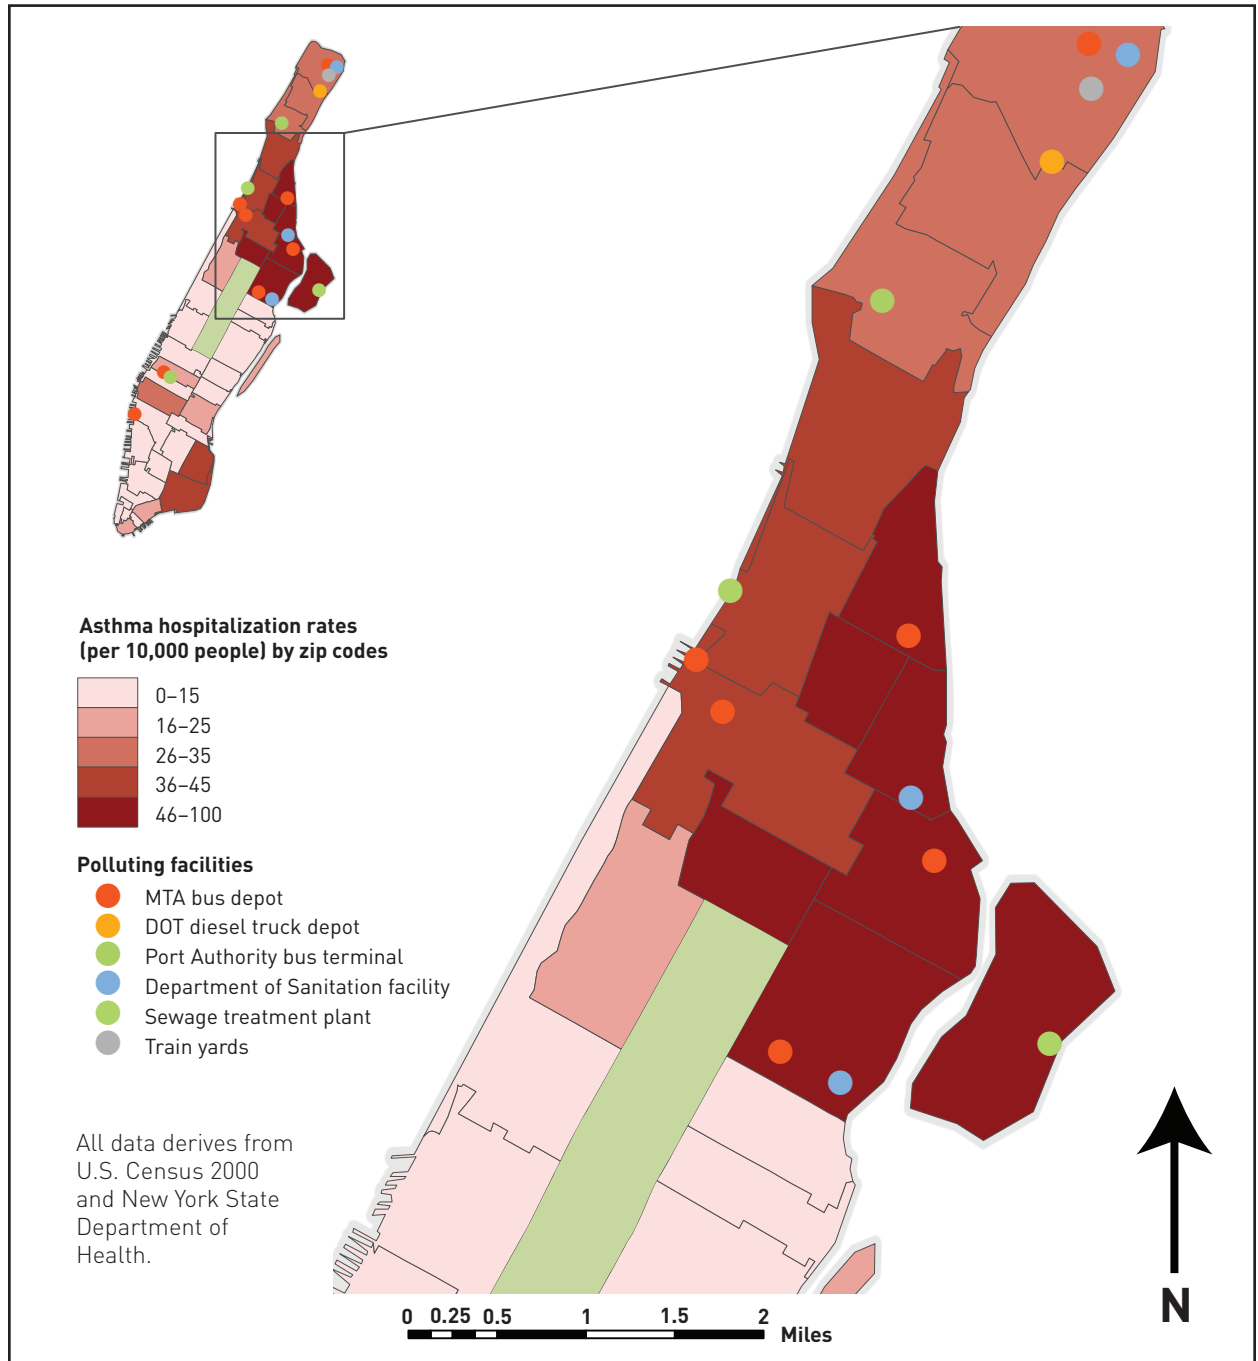 Asthma hospitalization rates
(per 10,000 people) by zip codes
0–15
16–25
26–35
36–45
46–100
Polluting facilities
MTA bus depot
DOT diesel truck depot
Port Authority bus terminal
Department of Sanitation facility
Sewage treatment plant
Train yards
All data derives from
U.S. Census 2000
and New York State
Department of
Health.
0 0.25 0.5 1 1.5 2
Miles
N